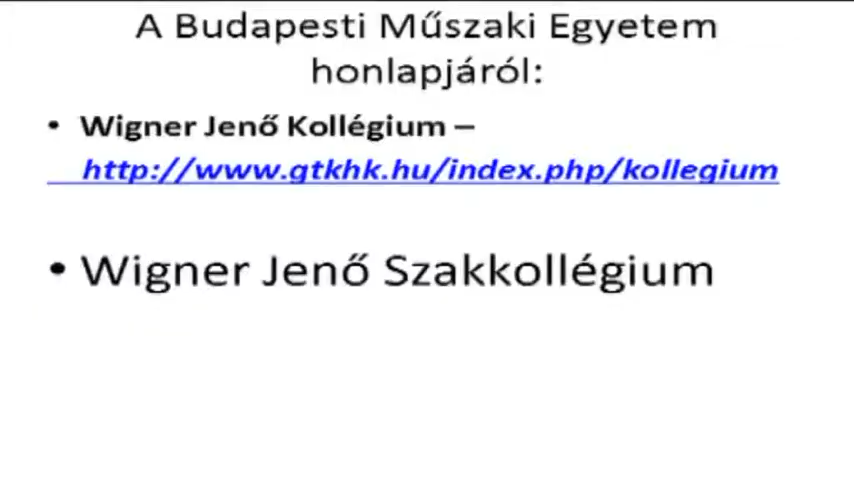 A Budapesti Műszaki Egyetem
honlapjáról:
• Wigner Jenő Kollégium –
http://www.gtkhk.hu/index.php/kollegium
• Wigner Jenő Szakkollégium